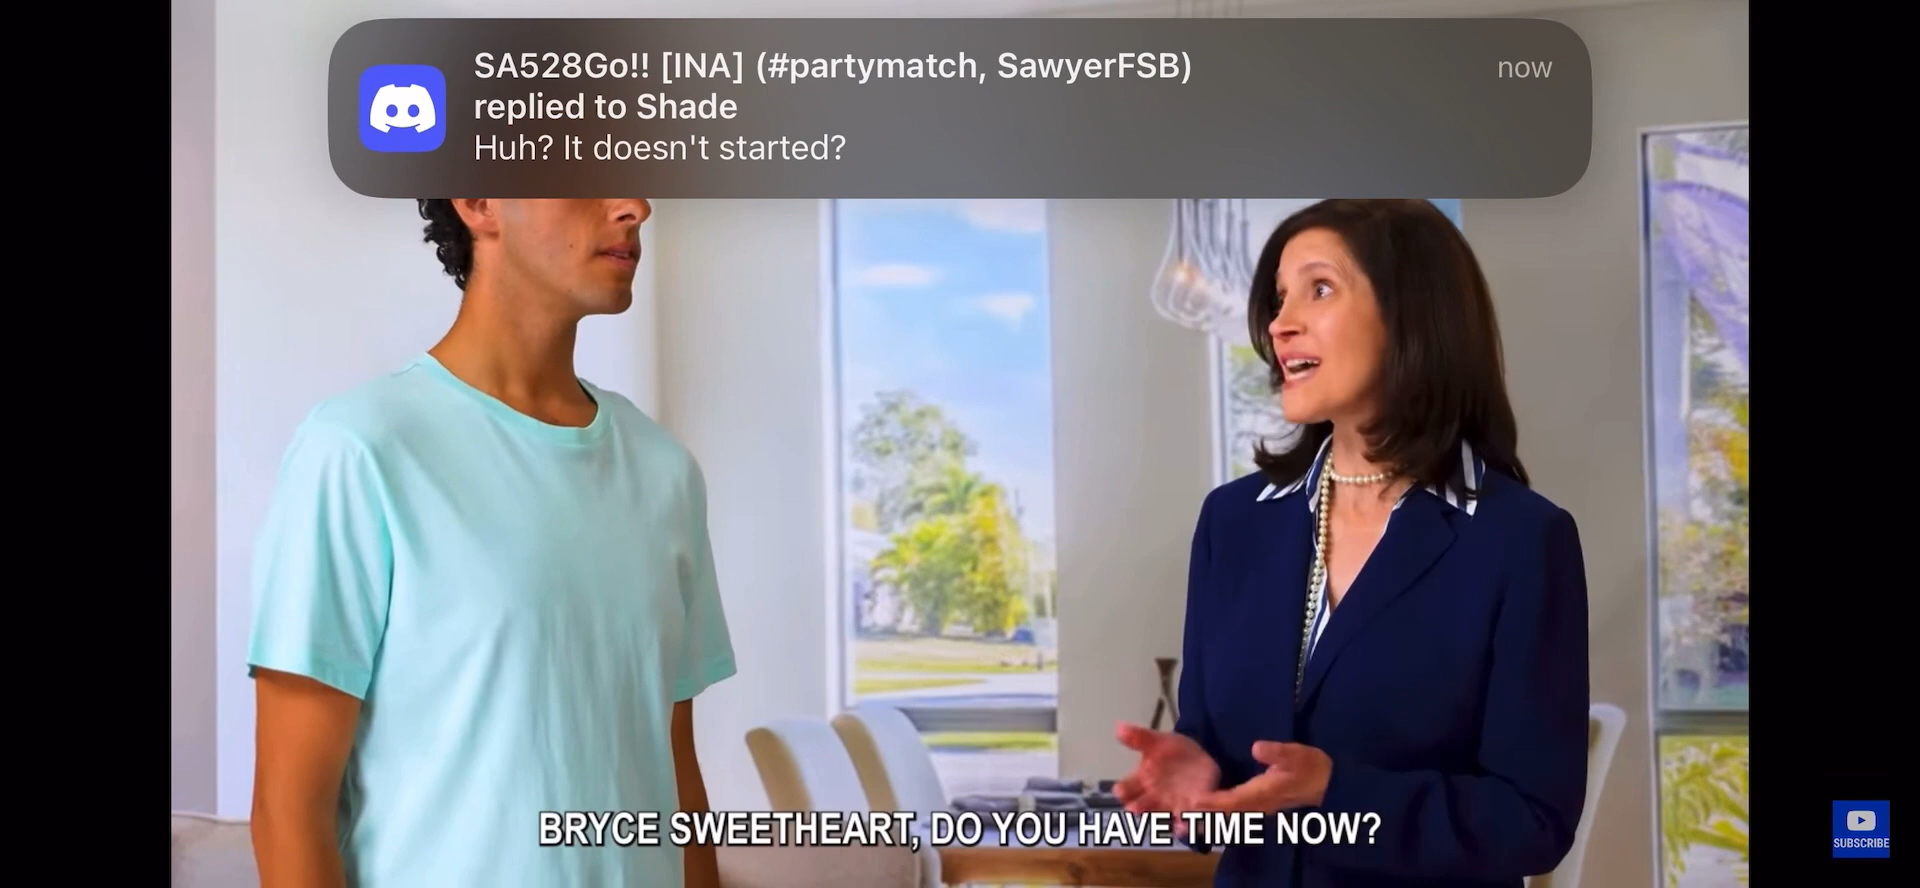 SA528Go!! [INA] (#partymatch, SawyerFSB)
now
replied to Shade
Huh? It doesn't started?
BRYCE SWEETHEART, DO YOU HAVE TIME NOW?
SUBSCRIBE